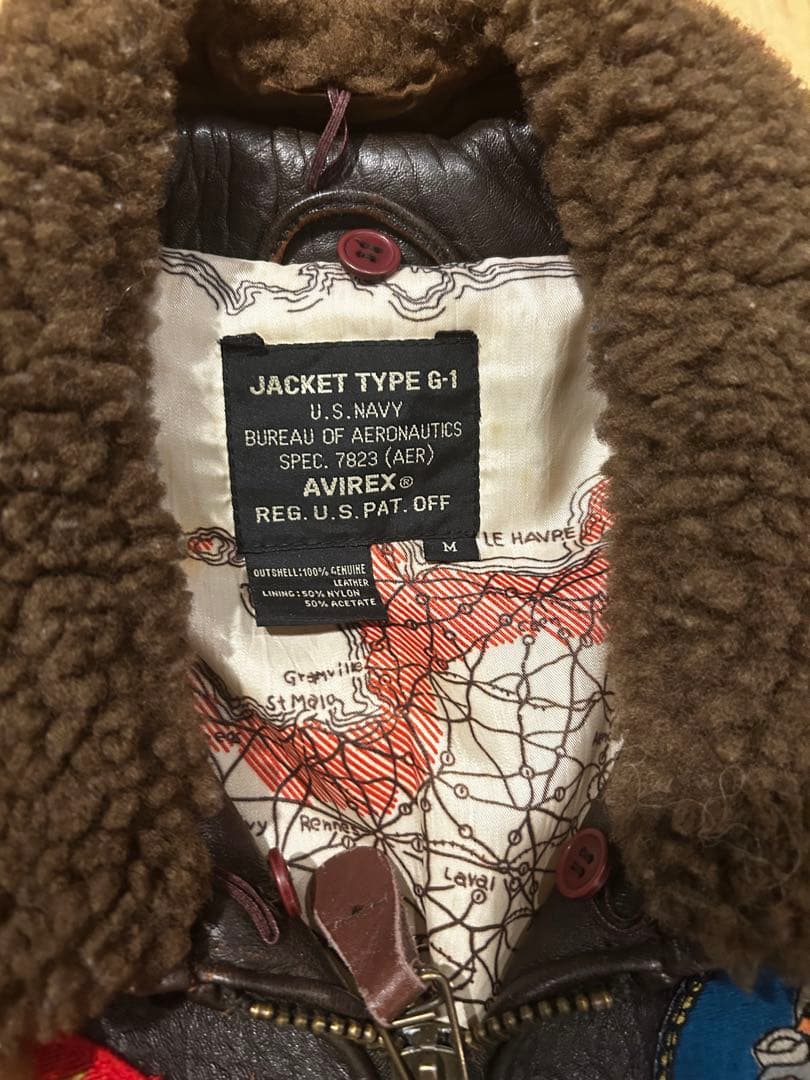 JACKET TYPE G-1
U.S. NAVY
BUREAU OF AERONAUTICS
SPEC. 7823 (AER)
AVIREX®
REG. U.S. PAT. OFF
M
OUTSHELL:100% GENUINE
LEATHER
LINING:50% NYLON
50% ACETATE
LE HAVRE
Caen
Granville
St Malo
Rennes
Laval